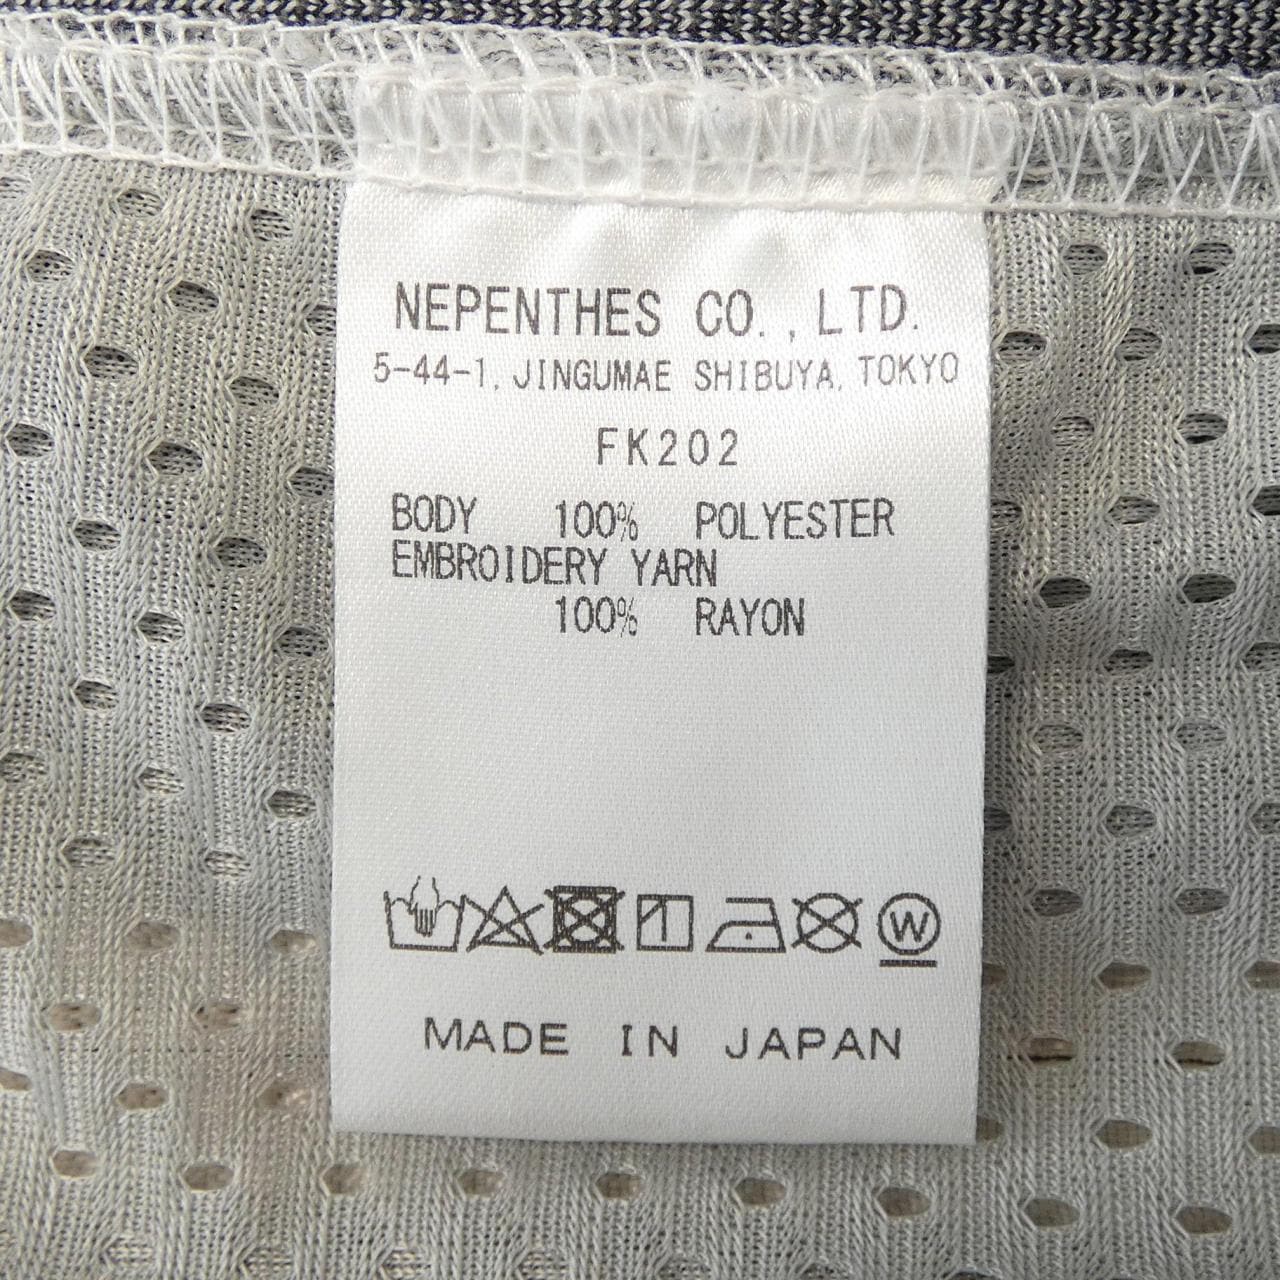 NEPENTHES CO.,LTD.
5-44-1, JINGUMAE SHIBUYA, TOKYO
FK202
BODY 100% POLYESTER
EMBROIDERY YARN
100% RAYON
W
MADE IN JAPAN